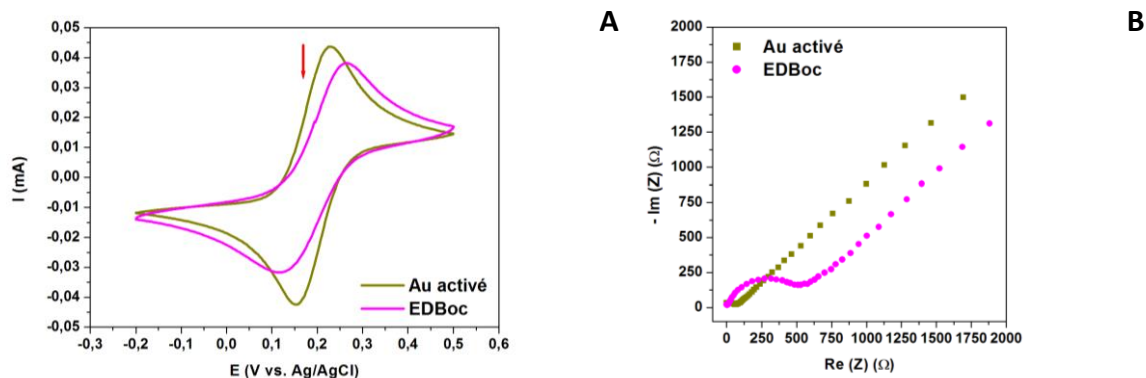 A
0,05
0,04
0,03
0,02
0,01
0,00
-0,01
-0,03
-0,04
-0,05
I (mA)
-0,3 -0,2 -0,1 0,0 0,1 0,2 0,3 0,4 0,5 0,6
E (V vs. Ag/AgCl)
Au activé
EDBoc
B
-2000
-1750
-1500
-1250
-1000
-750
-500
-250
0
- Im (Z) (Ω)
0 250 500 750 1000 1250 1500 1750 2000
Re (Z) (Ω)
Au activé
EDBoc